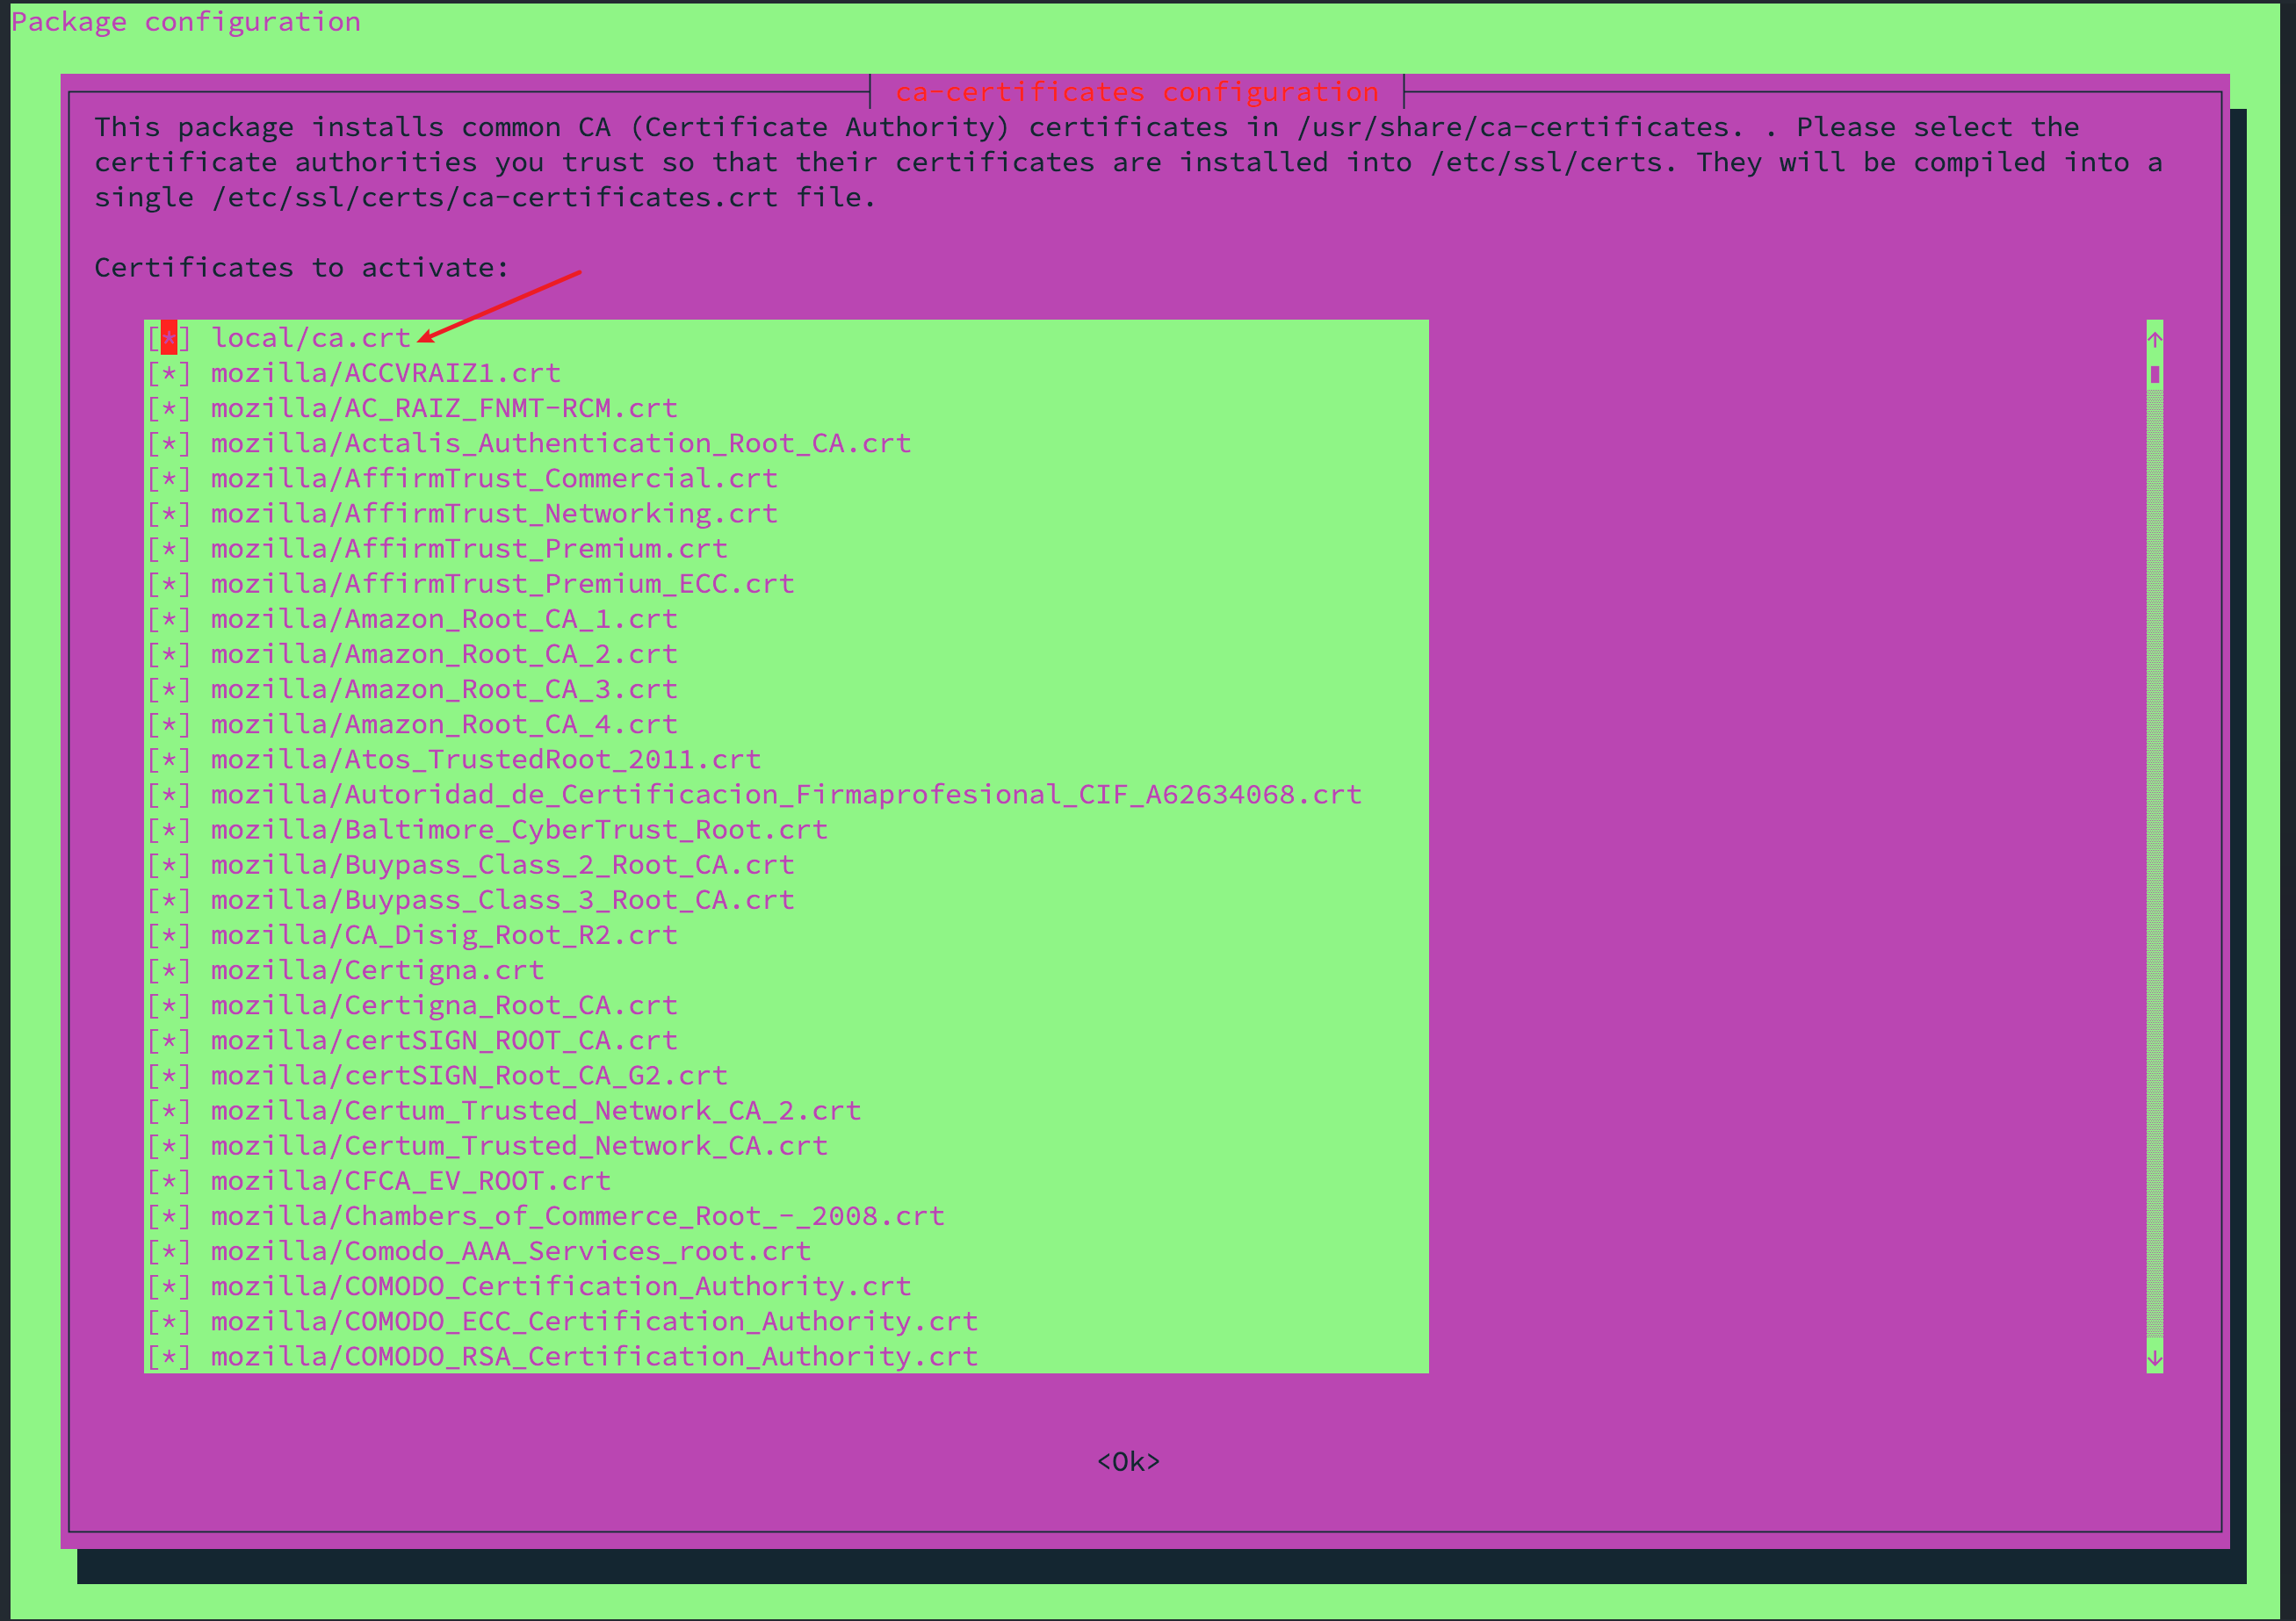 Package configuration
ca-certificates configuration
This package installs common CA (Certificate Authority) certificates in /usr/share/ca-certificates. . Please select the
certificate authorities you trust so that their certificates are installed into /etc/ssl/certs. They will be compiled into a
single /etc/ssl/certs/ca-certificates.crt file.
Certificates to activate:
[*] local/ca.crt
[*] mozilla/ACCVRAIZ1.crt
[*] mozilla/AC_RAIZ_FNMT-RCM.crt
[*] mozilla/Actalis_Authentication_Root_CA.crt
[*] mozilla/AffirmTrust_Commercial.crt
[*] mozilla/AffirmTrust_Networking.crt
[*] mozilla/AffirmTrust_Premium.crt
[*] mozilla/AffirmTrust_Premium_ECC.crt
[*] mozilla/Amazon_Root_CA_1.crt
[*] mozilla/Amazon_Root_CA_2.crt
[*] mozilla/Amazon_Root_CA_3.crt
[*] mozilla/Amazon_Root_CA_4.crt
[*] mozilla/Atos_TrustedRoot_2011.crt
[*] mozilla/Autoridad_de_Certificacion_Firmaprofesional_CIF_A62634068.crt
[*] mozilla/Baltimore_CyberTrust_Root.crt
[*] mozilla/Buypass_Class_2_Root_CA.crt
[*] mozilla/Buypass_Class_3_Root_CA.crt
[*] mozilla/CA_Disig_Root_R2.crt
[*] mozilla/Certigna.crt
[*] mozilla/Certigna_Root_CA.crt
[*] mozilla/certSIGN_ROOT_CA.crt
[*] mozilla/certSIGN_Root_CA_G2.crt
[*] mozilla/Certum_Trusted_Network_CA_2.crt
[*] mozilla/Certum_Trusted_Network_CA.crt
[*] mozilla/CFCA_EV_ROOT.crt
[*] mozilla/Chambers_of_Commerce_Root_-_2008.crt
[*] mozilla/Comodo_AAA_Services_root.crt
[*] mozilla/COMODO_Certification_Authority.crt
[*] mozilla/COMODO_ECC_Certification_Authority.crt
[*] mozilla/COMODO_RSA_Certification_Authority.crt
<Ok>